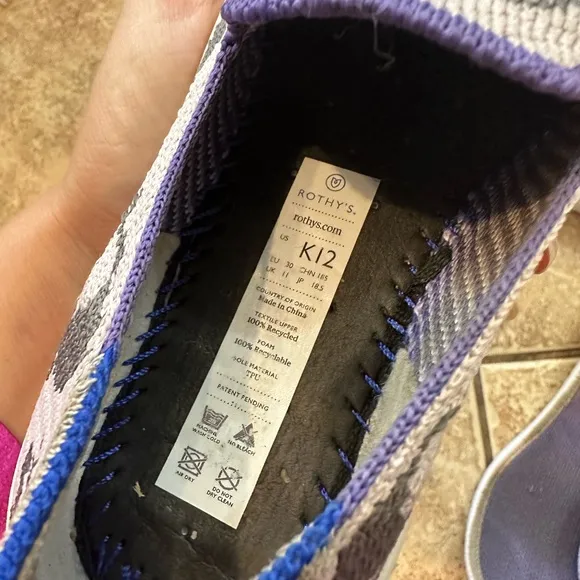 ROTHY'S®
rothys.com
US K12
EU 30 CHN 185
UK 11 JP 18.5
COUNTRY OF ORIGIN
Made in China
TEXTILE UPPER
100% Recycled
FOAM
100% Recyclable
SOLE MATERIAL
TPU
PATENT PENDING
MACHINE WASH COLD
NO BLEACH
AIR DRY
DO NOT DRY CLEAN